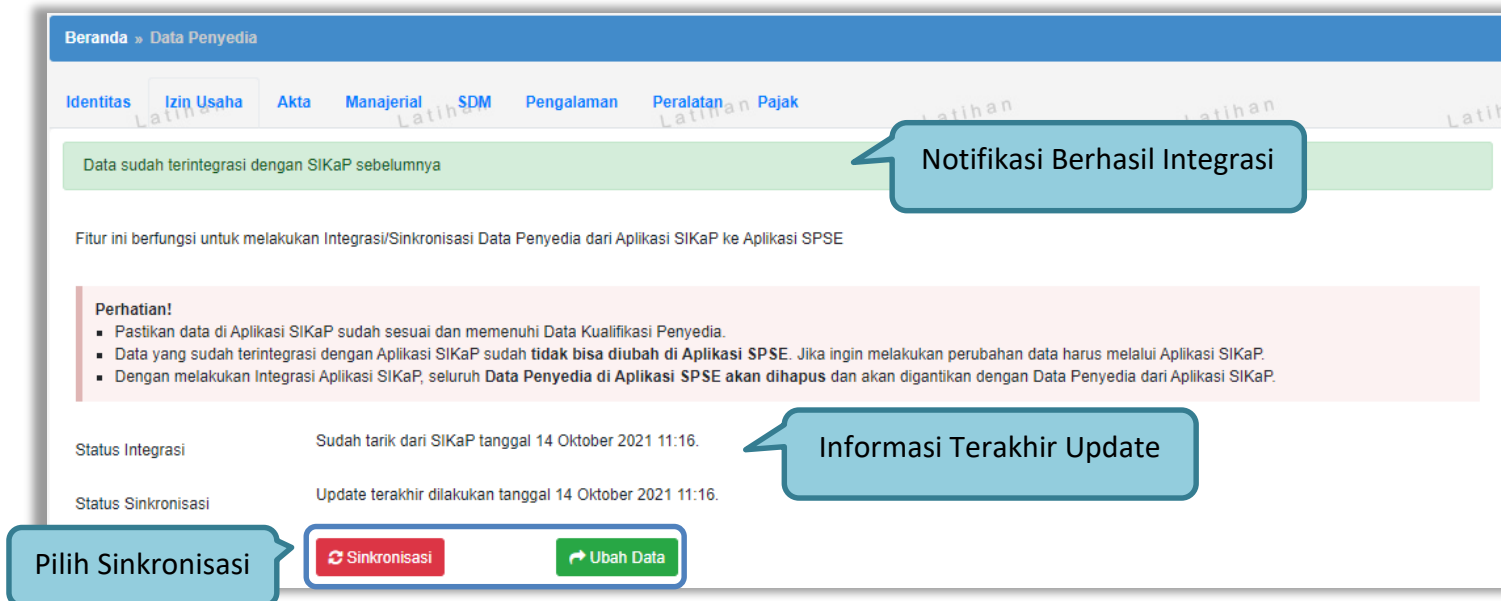 Beranda » Data Penyedia
Identitas Izin Usaha Akta Manajerial SDM Pengalaman Peralatan Pajak
Latihan Latihan Latihan Latihan Latihan Latih
Data sudah terintegrasi dengan SIKaP sebelumnya
Notifikasi Berhasil Integrasi
Fitur ini berfungsi untuk melakukan Integrasi/Sinkronisasi Data Penyedia dari Aplikasi SIKaP ke Aplikasi SPSE
Perhatian!
▪ Pastikan data di Aplikasi SIKaP sudah sesuai dan memenuhi Data Kualifikasi Penyedia.
▪ Data yang sudah terintegrasi dengan Aplikasi SIKaP sudah tidak bisa diubah di Aplikasi SPSE. Jika ingin melakukan perubahan data harus melalui Aplikasi SIKaP.
▪ Dengan melakukan Integrasi Aplikasi SIKaP, seluruh Data Penyedia di Aplikasi SPSE akan dihapus dan akan digantikan dengan Data Penyedia dari Aplikasi SIKaP.
Status Integrasi Sudah tarik dari SIKaP tanggal 14 Oktober 2021 11:16.
Informasi Terakhir Update
Status Sinkronisasi Update terakhir dilakukan tanggal 14 Oktober 2021 11:16.
Pilih Sinkronisasi
Sinkronisasi Ubah Data